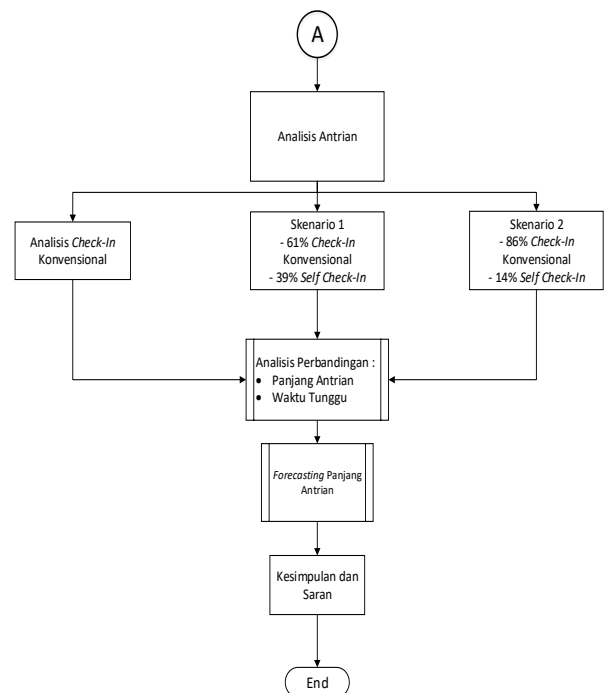 A
Analisis Antrian
Analisis Check-In
Konvensional
Skenario 1
- 61% Check-In
Konvensional
- 39% Self Check-In
Skenario 2
- 86% Check-In
Konvensional
- 14% Self Check-In
Analisis Perbandingan :
• Panjang Antrian
• Waktu Tunggu
Forecasting Panjang
Antrian
Kesimpulan dan
Saran
End